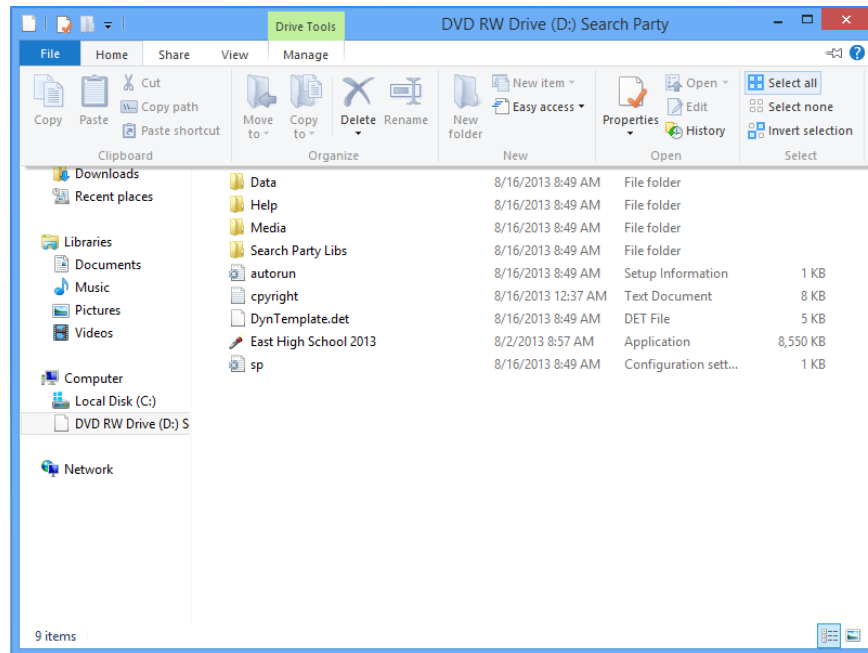 Drive Tools
DVD RW Drive (D:) Search Party
File Home Share View Manage
Copy
Paste
Cut
Copy path
Paste shortcut
Clipboard
Move to
Copy to
Delete
Rename
Organize
New folder
New item
Easy access
New
Properties
Open
Edit
History
Open
Select all
Select none
Invert selection
Select
Downloads
Recent places
Libraries
Documents
Music
Pictures
Videos
Computer
Local Disk (C:)
DVD RW Drive (D:) S
Network
Data 8/16/2013 8:49 AM File folder
Help 8/16/2013 8:49 AM File folder
Media 8/16/2013 8:49 AM File folder
Search Party Libs 8/16/2013 8:49 AM File folder
autorun 8/16/2013 8:49 AM Setup Information 1 KB
cpyright 8/16/2013 12:37 AM Text Document 8 KB
DynTemplate.det 8/16/2013 8:49 AM DET File 5 KB
East High School 2013 8/2/2013 8:57 AM Application 8,550 KB
sp 8/16/2013 8:49 AM Configuration sett... 1 KB
9 items